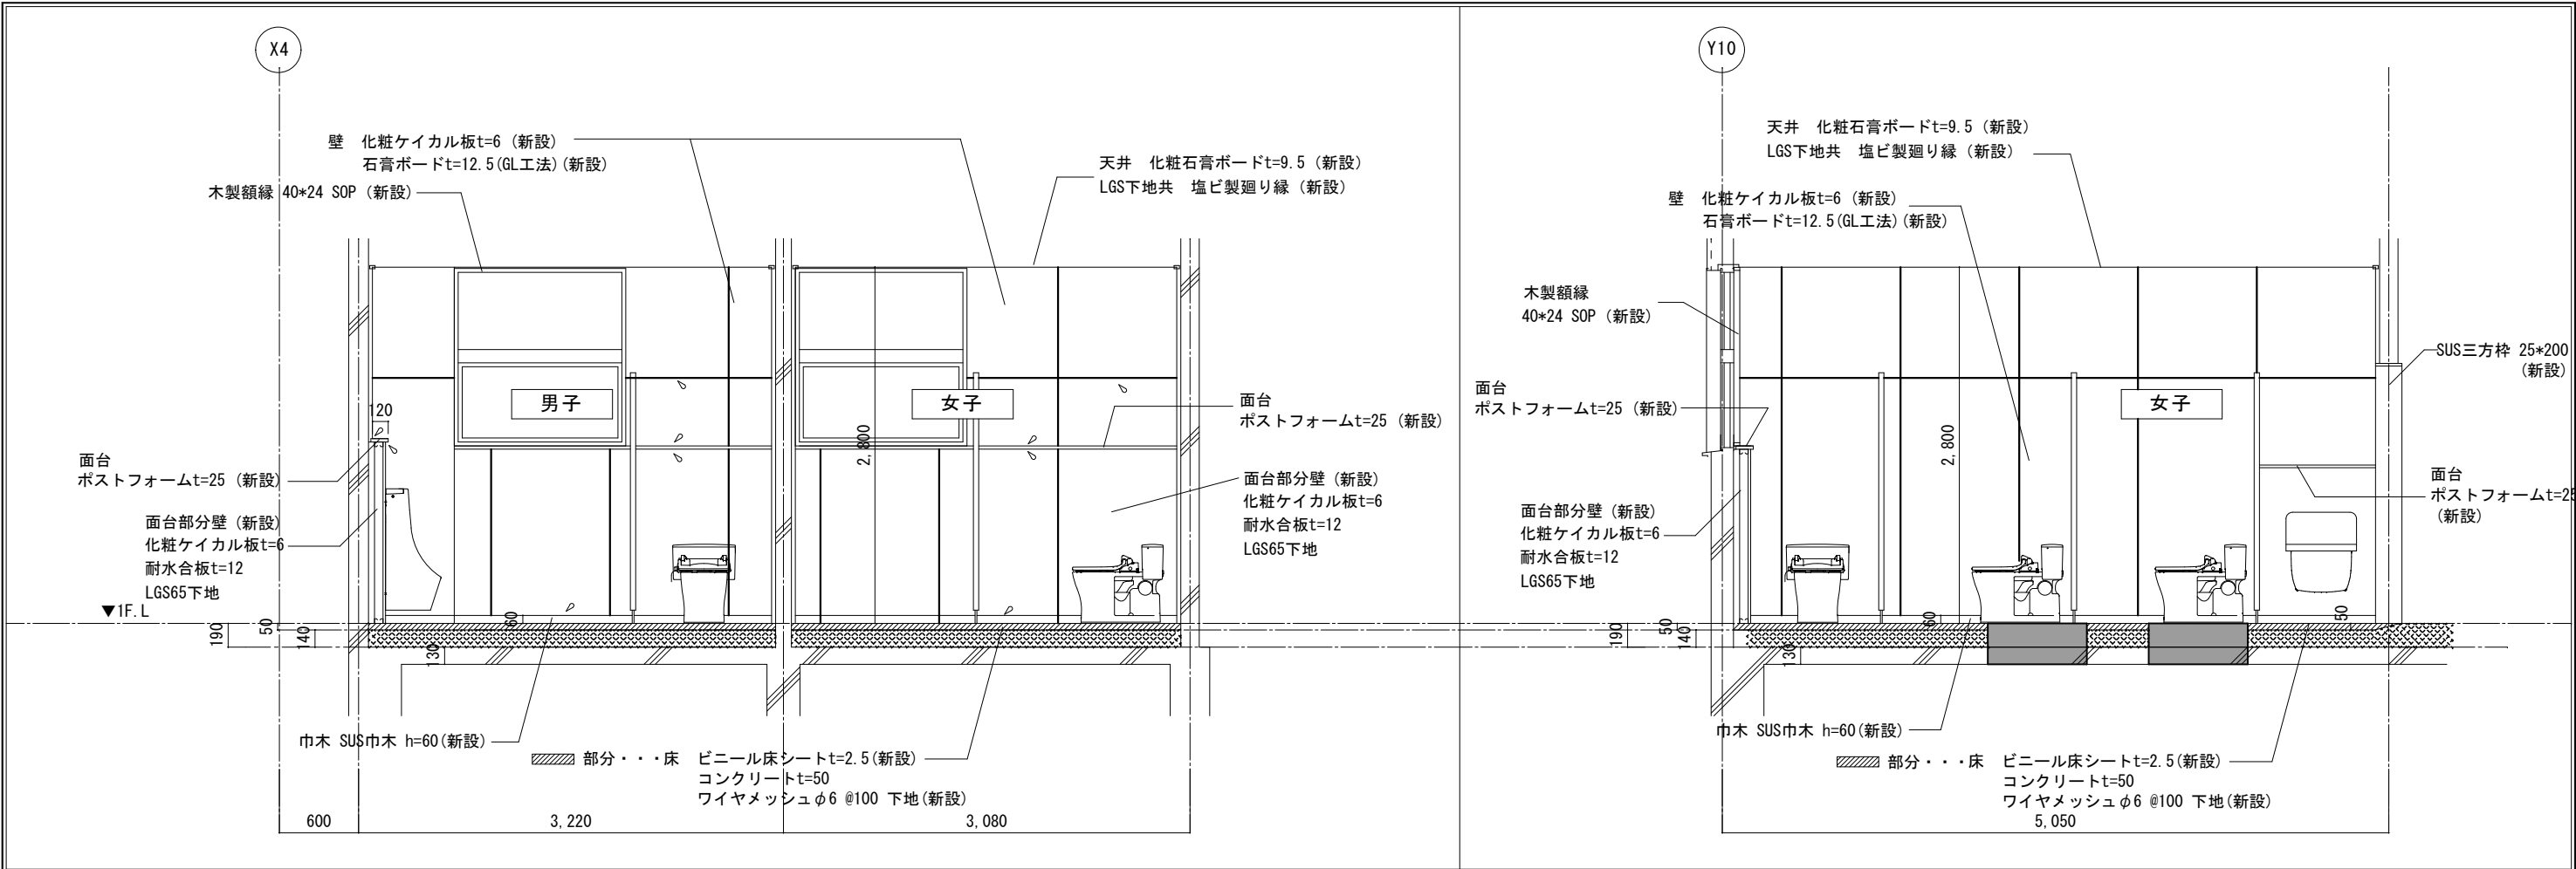 X4
壁 化粧ケイカル板t=6 (新設)
石膏ボードt=12.5(GL工法)(新設)
木製額縁 40*24 SOP (新設)
天井 化粧石膏ボードt=9.5 (新設)
LGS下地共 塩ビ製廻り縁 (新設)
男子
女子
120
2,800
面台
ポストフォームt=25 (新設)
面台部分壁 (新設)
化粧ケイカル板t=6
耐水合板t=12
LGS65下地
面台
ポストフォームt=25 (新設)
面台部分壁 (新設)
化粧ケイカル板t=6
耐水合板t=12
LGS65下地
▼1F.L
190
50
140
130
60
巾木 SUS巾木 h=60(新設)
部分・・・床 ビニール床シートt=2.5(新設)
コンクリートt=50
ワイヤメッシュφ6 @100 下地(新設)
600
3,220
3,080
Y10
天井 化粧石膏ボードt=9.5 (新設)
LGS下地共 塩ビ製廻り縁 (新設)
壁 化粧ケイカル板t=6 (新設)
石膏ボードt=12.5(GL工法)(新設)
木製額縁
40*24 SOP (新設)
SUS三方枠 25*200
(新設)
面台
ポストフォームt=25 (新設)
女子
2,800
面台
ポストフォームt=25
(新設)
面台部分壁 (新設)
化粧ケイカル板t=6
耐水合板t=12
LGS65下地
190
50
140
130
60
50
巾木 SUS巾木 h=60(新設)
部分・・・床 ビニール床シートt=2.5(新設)
コンクリートt=50
ワイヤメッシュφ6 @100 下地(新設)
5,050